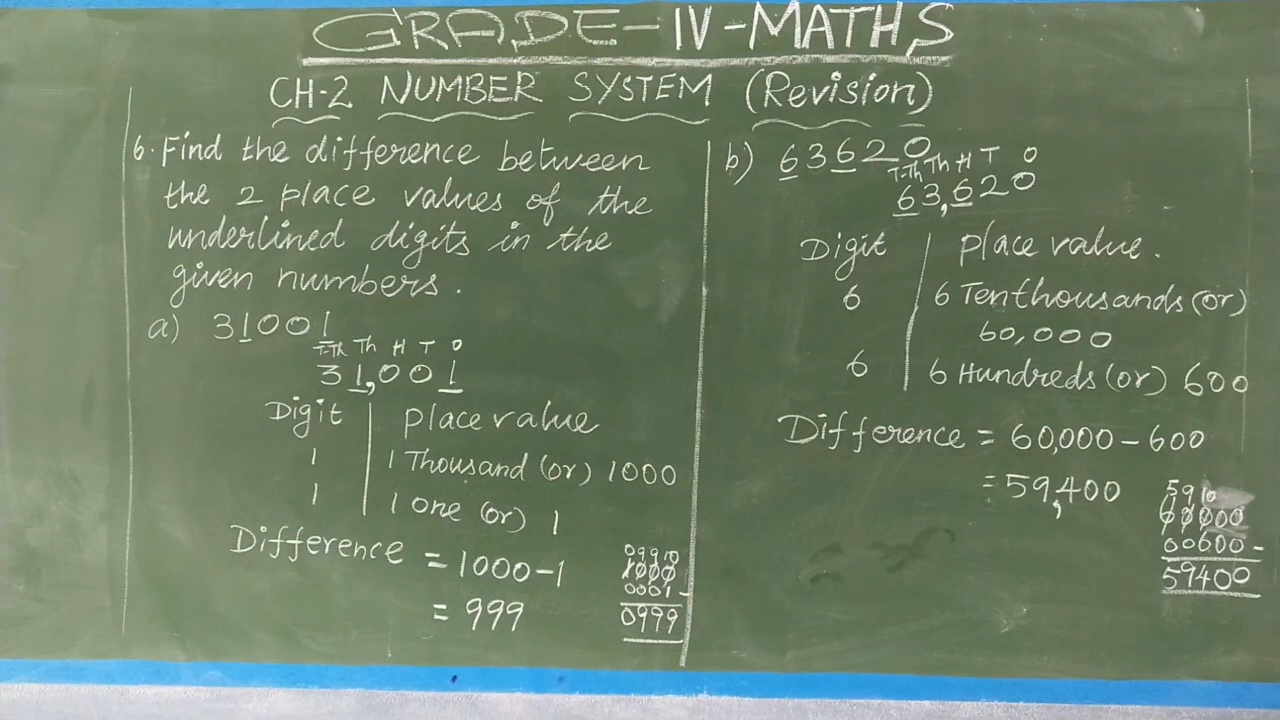 GRADE-IV-MATHS
CH-2 NUMBER SYSTEM (Revision)
6. Find the difference between
the 2 place values of the
underlined digits in the
given numbers.
a) 31001
T-Th Th H T O
31,001
Digit | place value
1 | 1 Thousand (or) 1000
1 | 1 one (or) 1
Difference = 1000-1
= 999
09910
1000
0001-
0999
b) 63620
T-Th Th H T O
63,620
Digit | place value.
6 | 6 Tenthousands (or)
60,000
6 | 6 Hundreds (or) 600
Difference = 60,000-600
= 59,400
5910
60000
00600-
59400